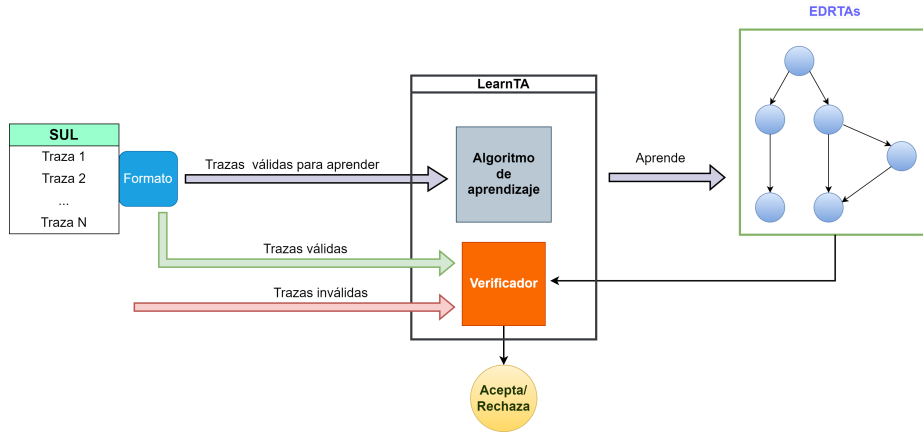 EDRTAs
LearnTA
SUL
Traza 1
Traza 2
...
Traza N
Formato
Trazas válidas para aprender
Algoritmo
de
aprendizaje
Aprende
Trazas válidas
Trazas inválidas
Verificador
Acepta/
Rechaza